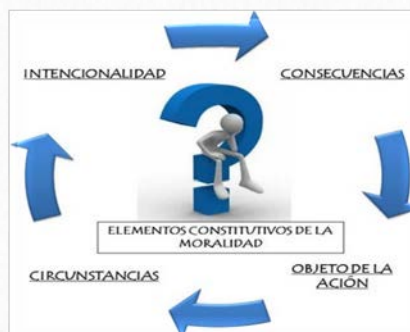 INTENCIONALIDAD
CONSECUENCIAS
ELEMENTOS CONSTITUTIVOS DE LA
MORALIDAD
CIRCUNSTANCIAS
OBJETO DE LA
ACIÓN